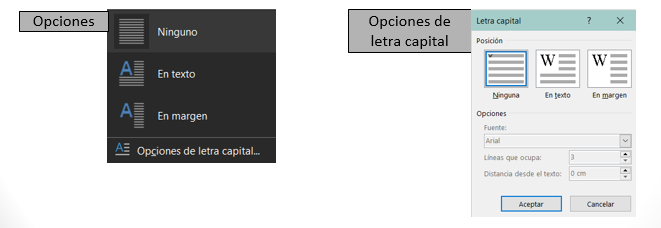 Opciones
Ninguno
En texto
En margen
Opciones de letra capital...
Opciones de
letra capital
Letra capital ? ×
Posición
W W
Ninguna En texto En margen
Opciones
Fuente:
Arial
Líneas que ocupa: 3
Distancia desde el texto: 0 cm
Aceptar Cancelar